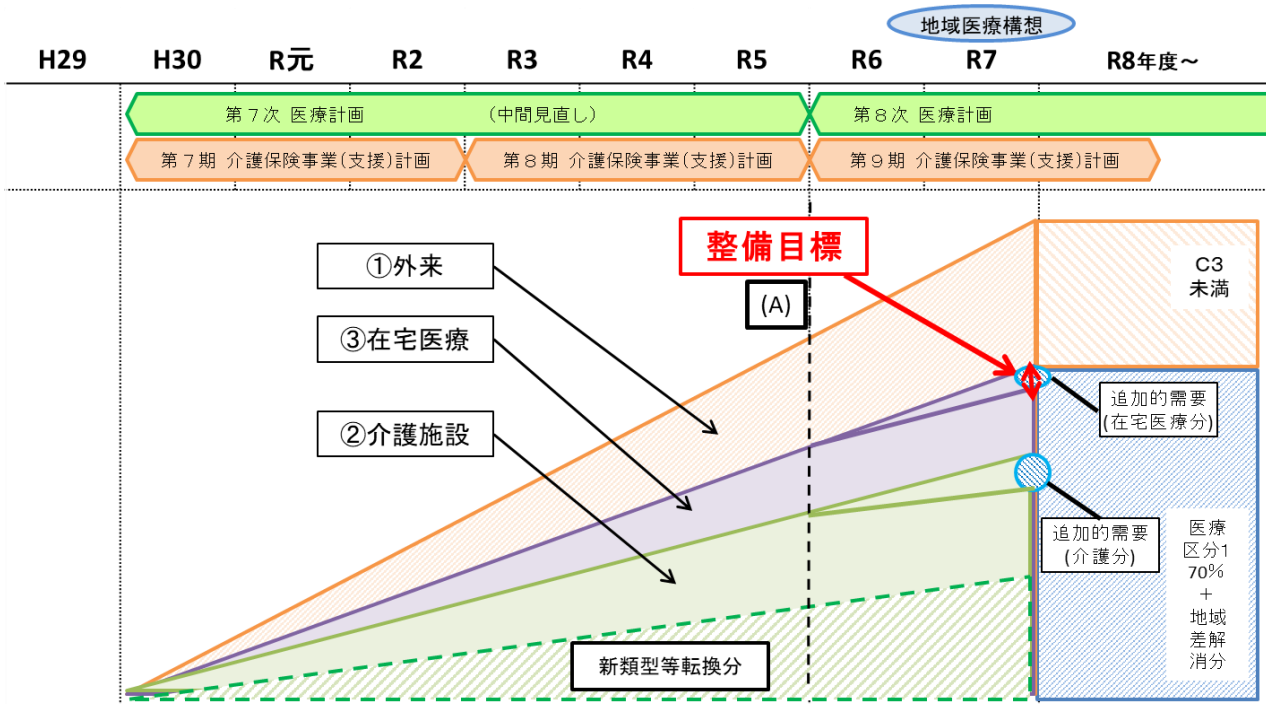 地域医療構想
H29 H30 R元 R2 R3 R4 R5 R6 R7 R8年度～
第７次 医療計画 (中間見直し) 第８次 医療計画
第７期 介護保険事業(支援)計画 第８期 介護保険事業(支援)計画 第９期 介護保険事業(支援)計画
整備目標
①外来
(A)
C3
未満
③在宅医療
追加的需要
(在宅医療分)
②介護施設
追加的需要
(介護分)
医療
区分1
70%
+
地域
差解
消分
新類型等転換分